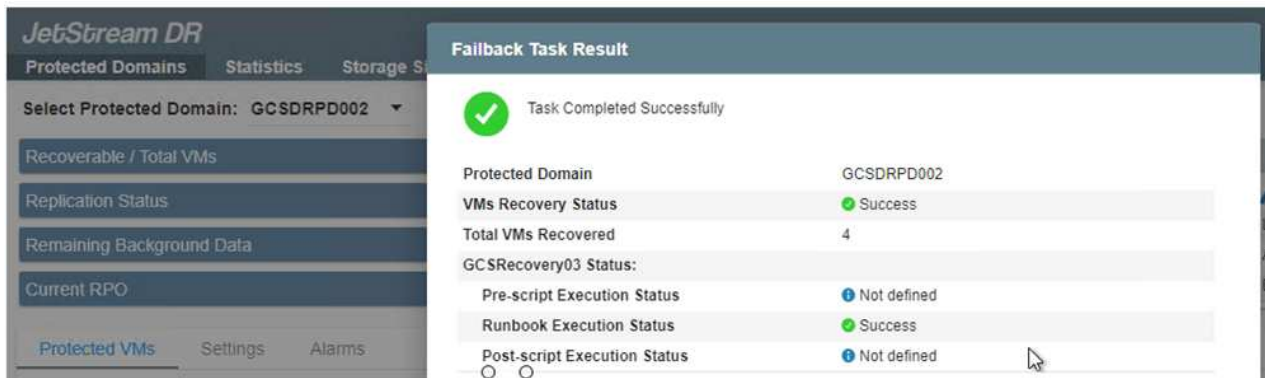 JetStream DR
Protected Domains Statistics Storage
Select Protected Domain: GCSDRPD002
Recoverable / Total VMs
Replication Status
Remaining Background Data
Current RPO
Protected VMs Settings Alarms
Failback Task Result
Task Completed Successfully
Protected Domain GCSDRPD002
VMs Recovery Status Success
Total VMs Recovered 4
GCSRecovery03 Status:
Pre-script Execution Status Not defined
Runbook Execution Status Success
Post-script Execution Status Not defined